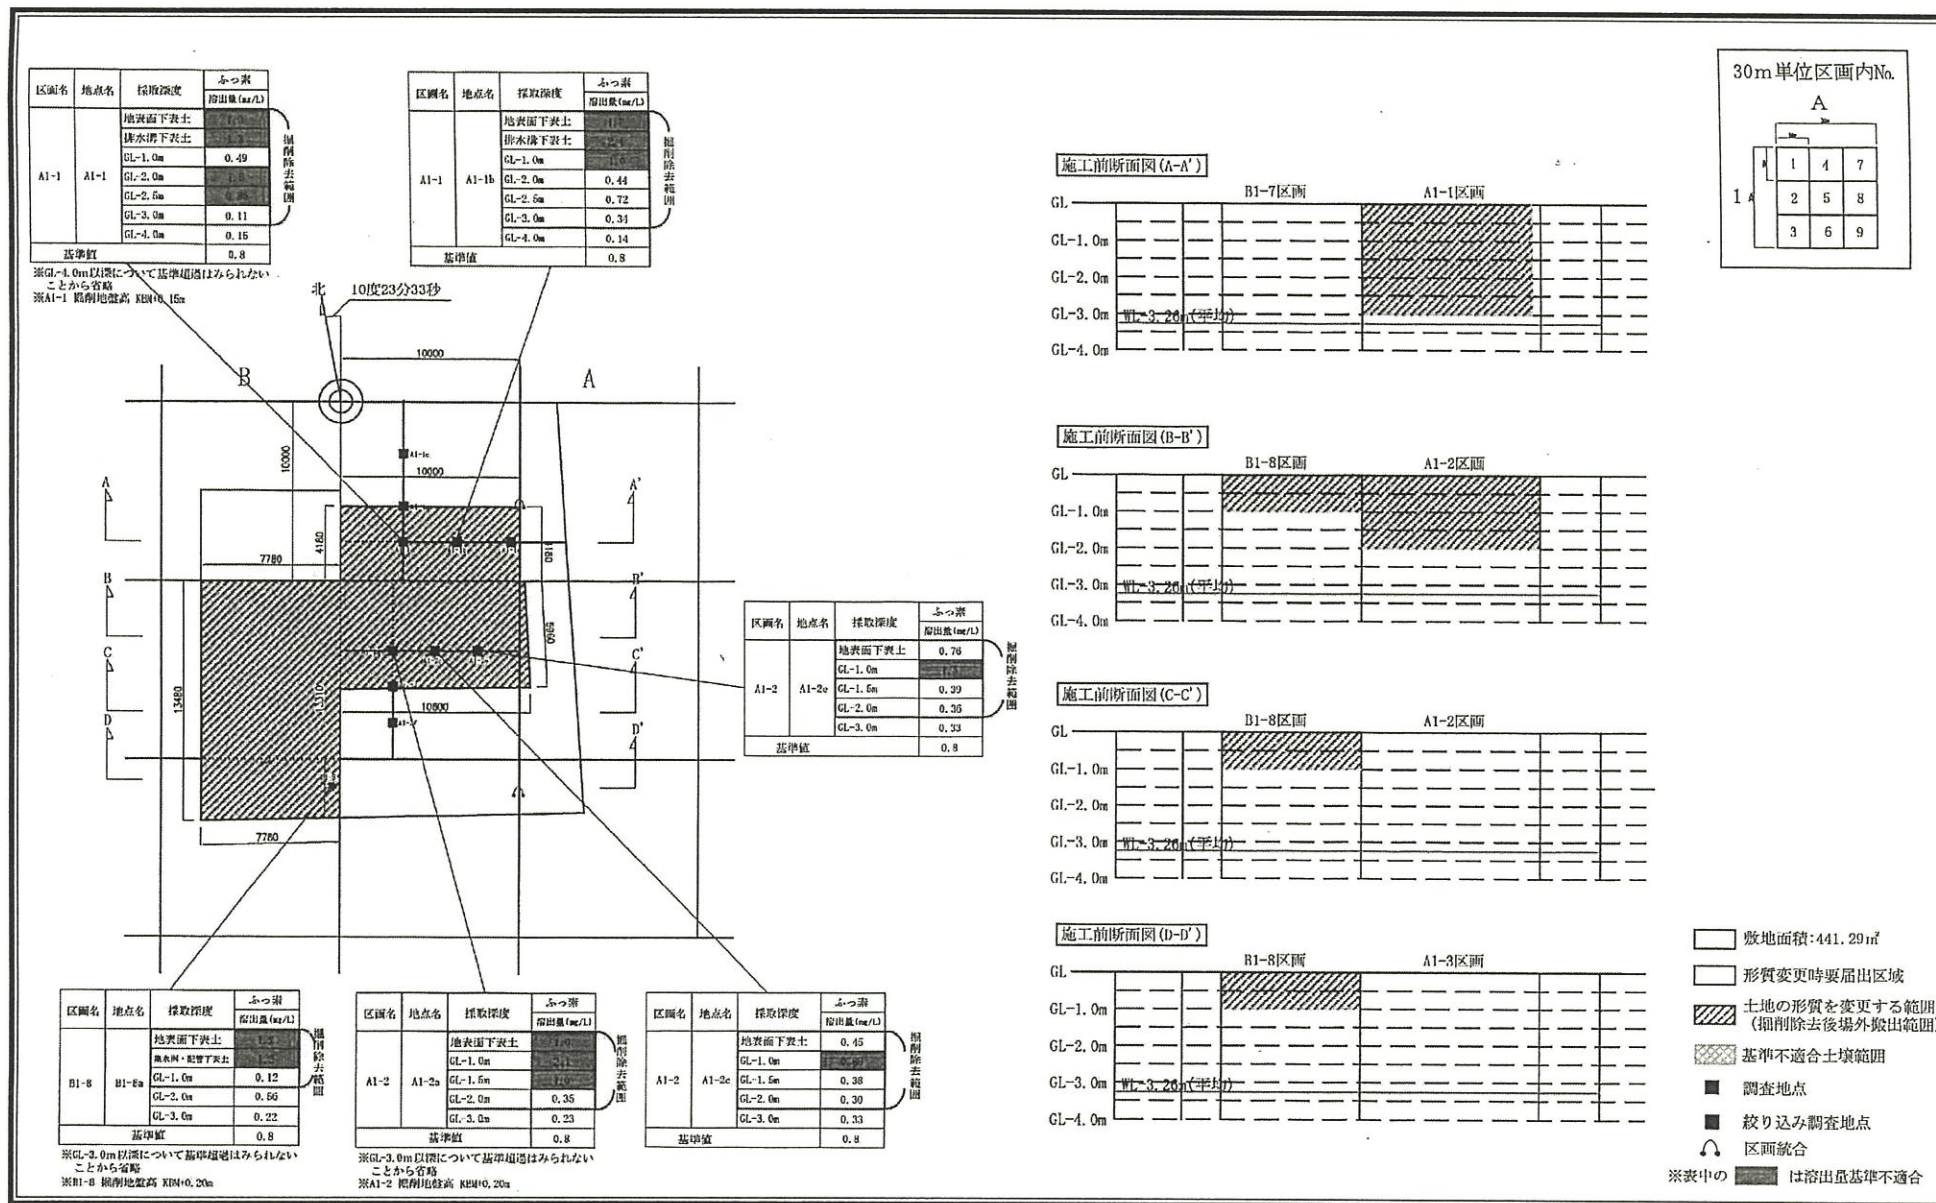 区画名 地点名 採取深度 ふっ素
溶出量(mg/L)
地表面下表土
排水溝下表土
GL-1.0m 0.49
A1-1 A1-1 GL-2.0m
GL-2.5m
GL-3.0m 0.11
GL-4.0m 0.15
基準値 0.8
掘削除去範囲
※GL-4.0m以深について基準超過はみられない
ことから省略
※A1-1 掘削地盤高 KBM+0.15m
区画名 地点名 採取深度 ふっ素
溶出量(mg/L)
地表面下表土
排水溝下表土
GL-1.0m
A1-1 A1-1b GL-2.0m 0.44
GL-2.5m 0.72
GL-3.0m 0.34
GL-4.0m 0.14
基準値 0.8
掘削除去範囲
北 10度23分33秒
10000
B A
10000
A1-1c
10000
A A'
4180
7780
B B'
5960
C C'
13480
1310
10600
D D'
7780
区画名 地点名 採取深度 ふっ素
溶出量(mg/L)
地表面下表土 0.76
GL-1.0m
A1-2 A1-2e GL-1.5m 0.39
GL-2.0m 0.36
GL-3.0m 0.33
基準値 0.8
掘削除去範囲
区画名 地点名 採取深度 ふっ素
溶出量(mg/L)
地表面下表土
集水桝・配管下表土
B1-8 B1-8a GL-1.0m 0.12
GL-2.0m 0.56
GL-3.0m 0.22
基準値 0.8
掘削除去範囲
※GL-3.0m以深について基準超過はみられない
ことから省略
※B1-8 掘削地盤高 KBM+0.20m
区画名 地点名 採取深度 ふっ素
溶出量(mg/L)
地表面下表土
GL-1.0m
A1-2 A1-2a GL-1.5m
GL-2.0m 0.35
GL-3.0m 0.23
基準値 0.8
掘削除去範囲
※GL-3.0m以深について基準超過はみられない
ことから省略
※A1-2 掘削地盤高 KBM+0.20m
区画名 地点名 採取深度 ふっ素
溶出量(mg/L)
地表面下表土 0.45
GL-1.0m
A1-2 A1-2c GL-1.5m 0.38
GL-2.0m 0.30
GL-3.0m 0.33
基準値 0.8
掘削除去範囲
施工前断面図(A-A')
B1-7区画 A1-1区画
GL
GL-1.0m
GL-2.0m
GL-3.0m WL-3.26m(平均)
GL-4.0m
施工前断面図(B-B')
B1-8区画 A1-2区画
GL
GL-1.0m
GL-2.0m
GL-3.0m WL-3.26m(平均)
GL-4.0m
施工前断面図(C-C')
B1-8区画 A1-2区画
GL
GL-1.0m
GL-2.0m
GL-3.0m WL-3.26m(平均)
GL-4.0m
施工前断面図(D-D')
B1-8区画 A1-3区画
GL
GL-1.0m
GL-2.0m
GL-3.0m WL-3.26m(平均)
GL-4.0m
30m単位区画内No.
A
1 4 7
1 2 5 8
3 6 9
敷地面積:441.29㎡
形質変更時要届出区域
土地の形質を変更する範囲
(掘削除去後場外搬出範囲)
基準不適合土壌範囲
調査地点
絞り込み調査地点
区画統合
※表中の は溶出量基準不適合